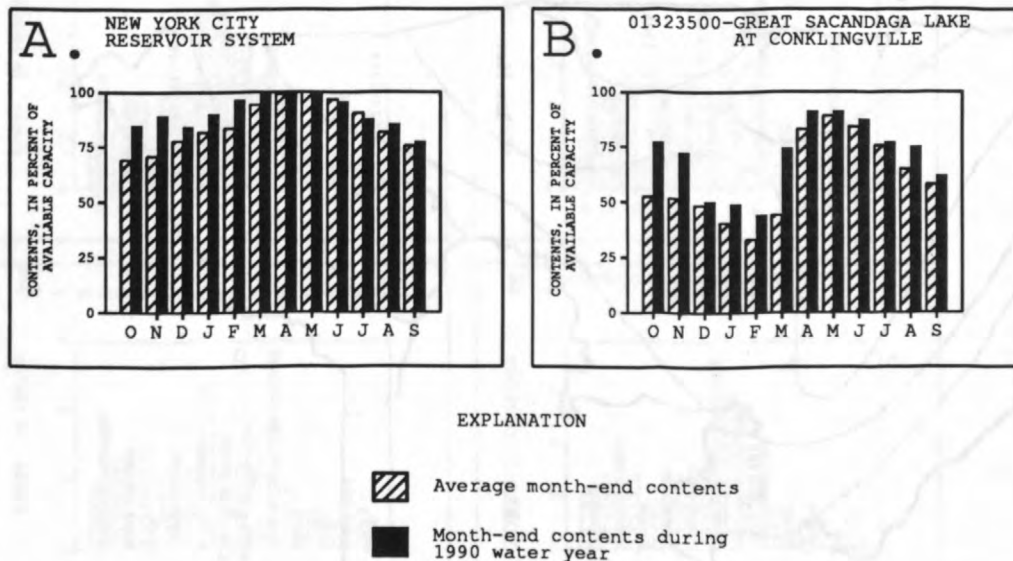 A.
NEW YORK CITY
RESERVOIR SYSTEM
CONTENTS, IN PERCENT OF
AVAILABLE CAPACITY
100
75
50
25
0
O N D J F M A M J J A S
B.
01323500-GREAT SACANDAGA LAKE
AT CONKLINGVILLE
CONTENTS, IN PERCENT OF
AVAILABLE CAPACITY
100
75
50
25
0
O N D J F M A M J J A S
EXPLANATION
Average month-end contents
Month-end contents during
1990 water year